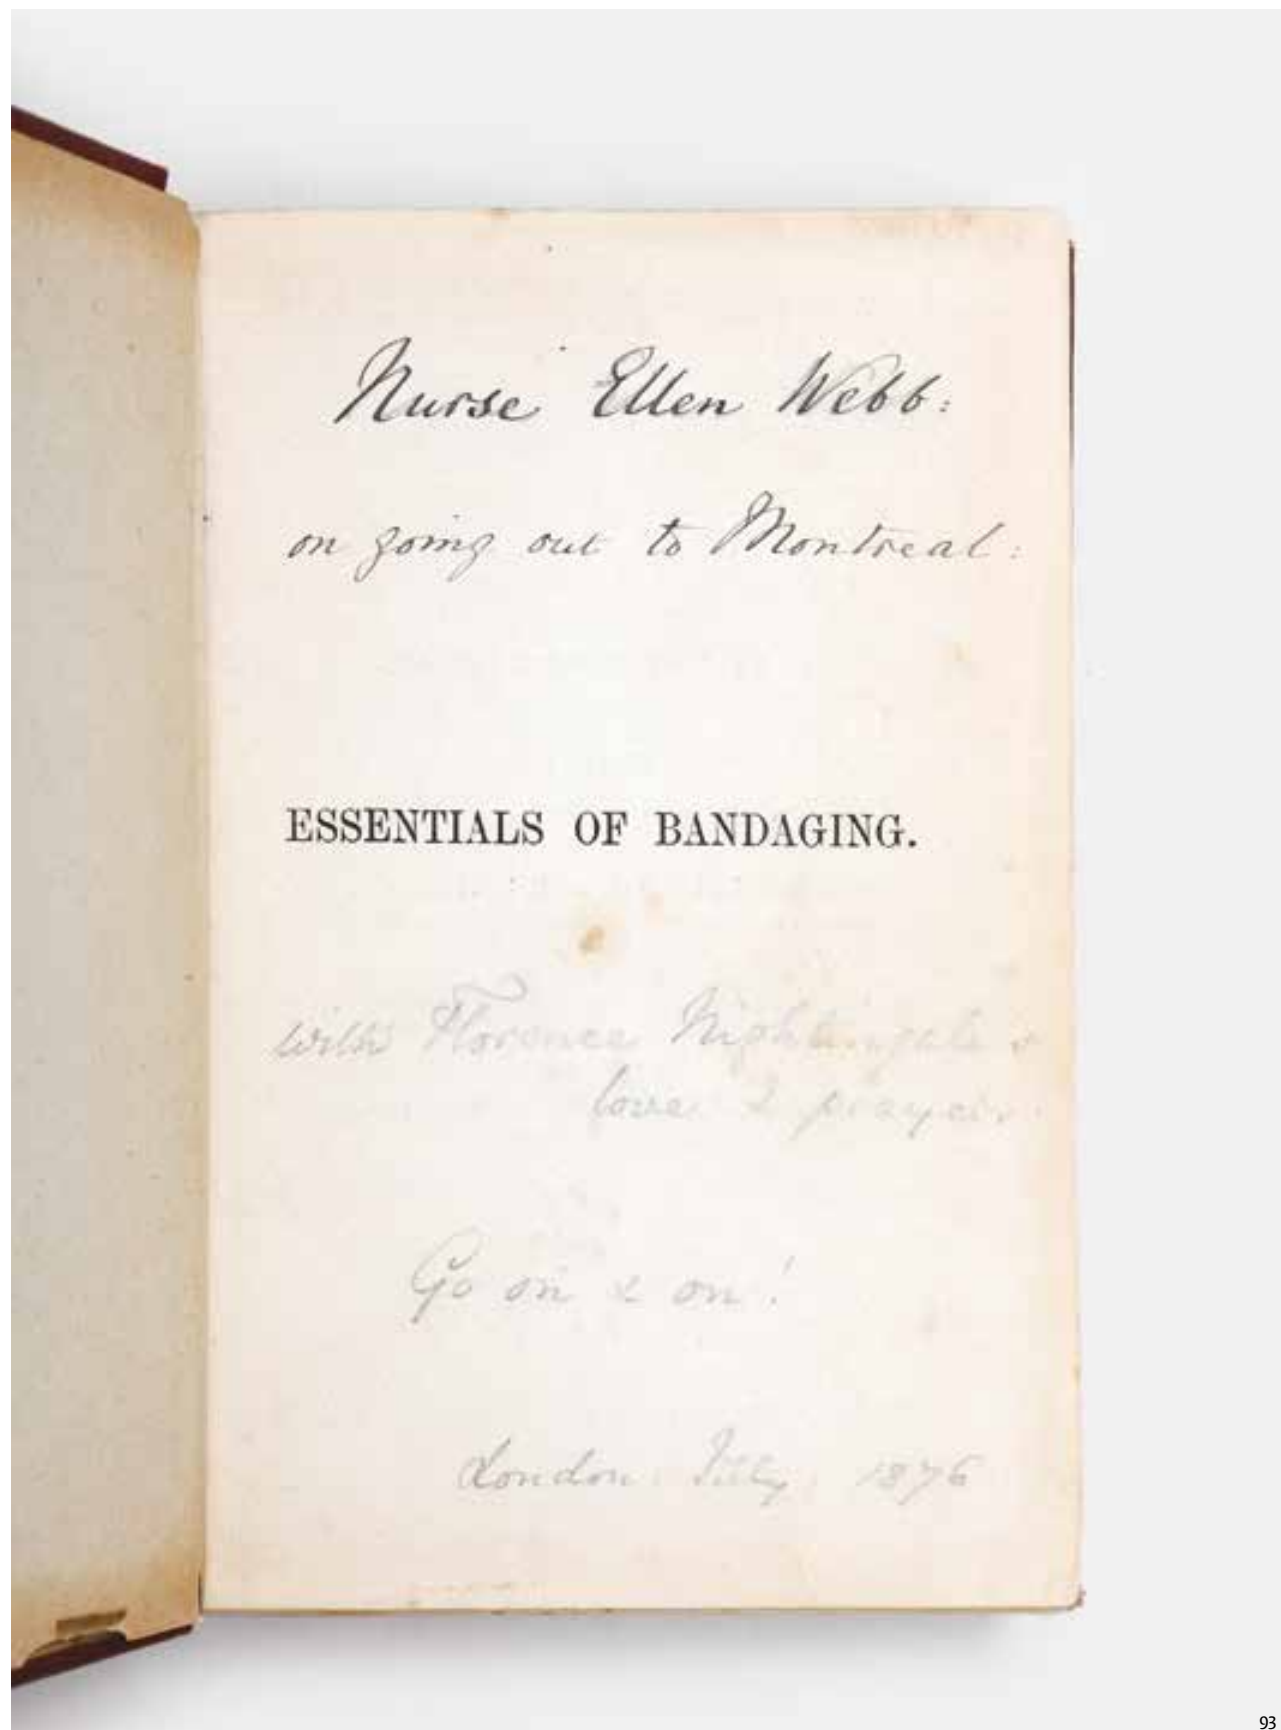 Nurse Ellen Webb:
on going out to Montreal:
ESSENTIALS OF BANDAGING.
with Florence Nightingale's
love & prayers
Go on & on!
London: July: 1876
93